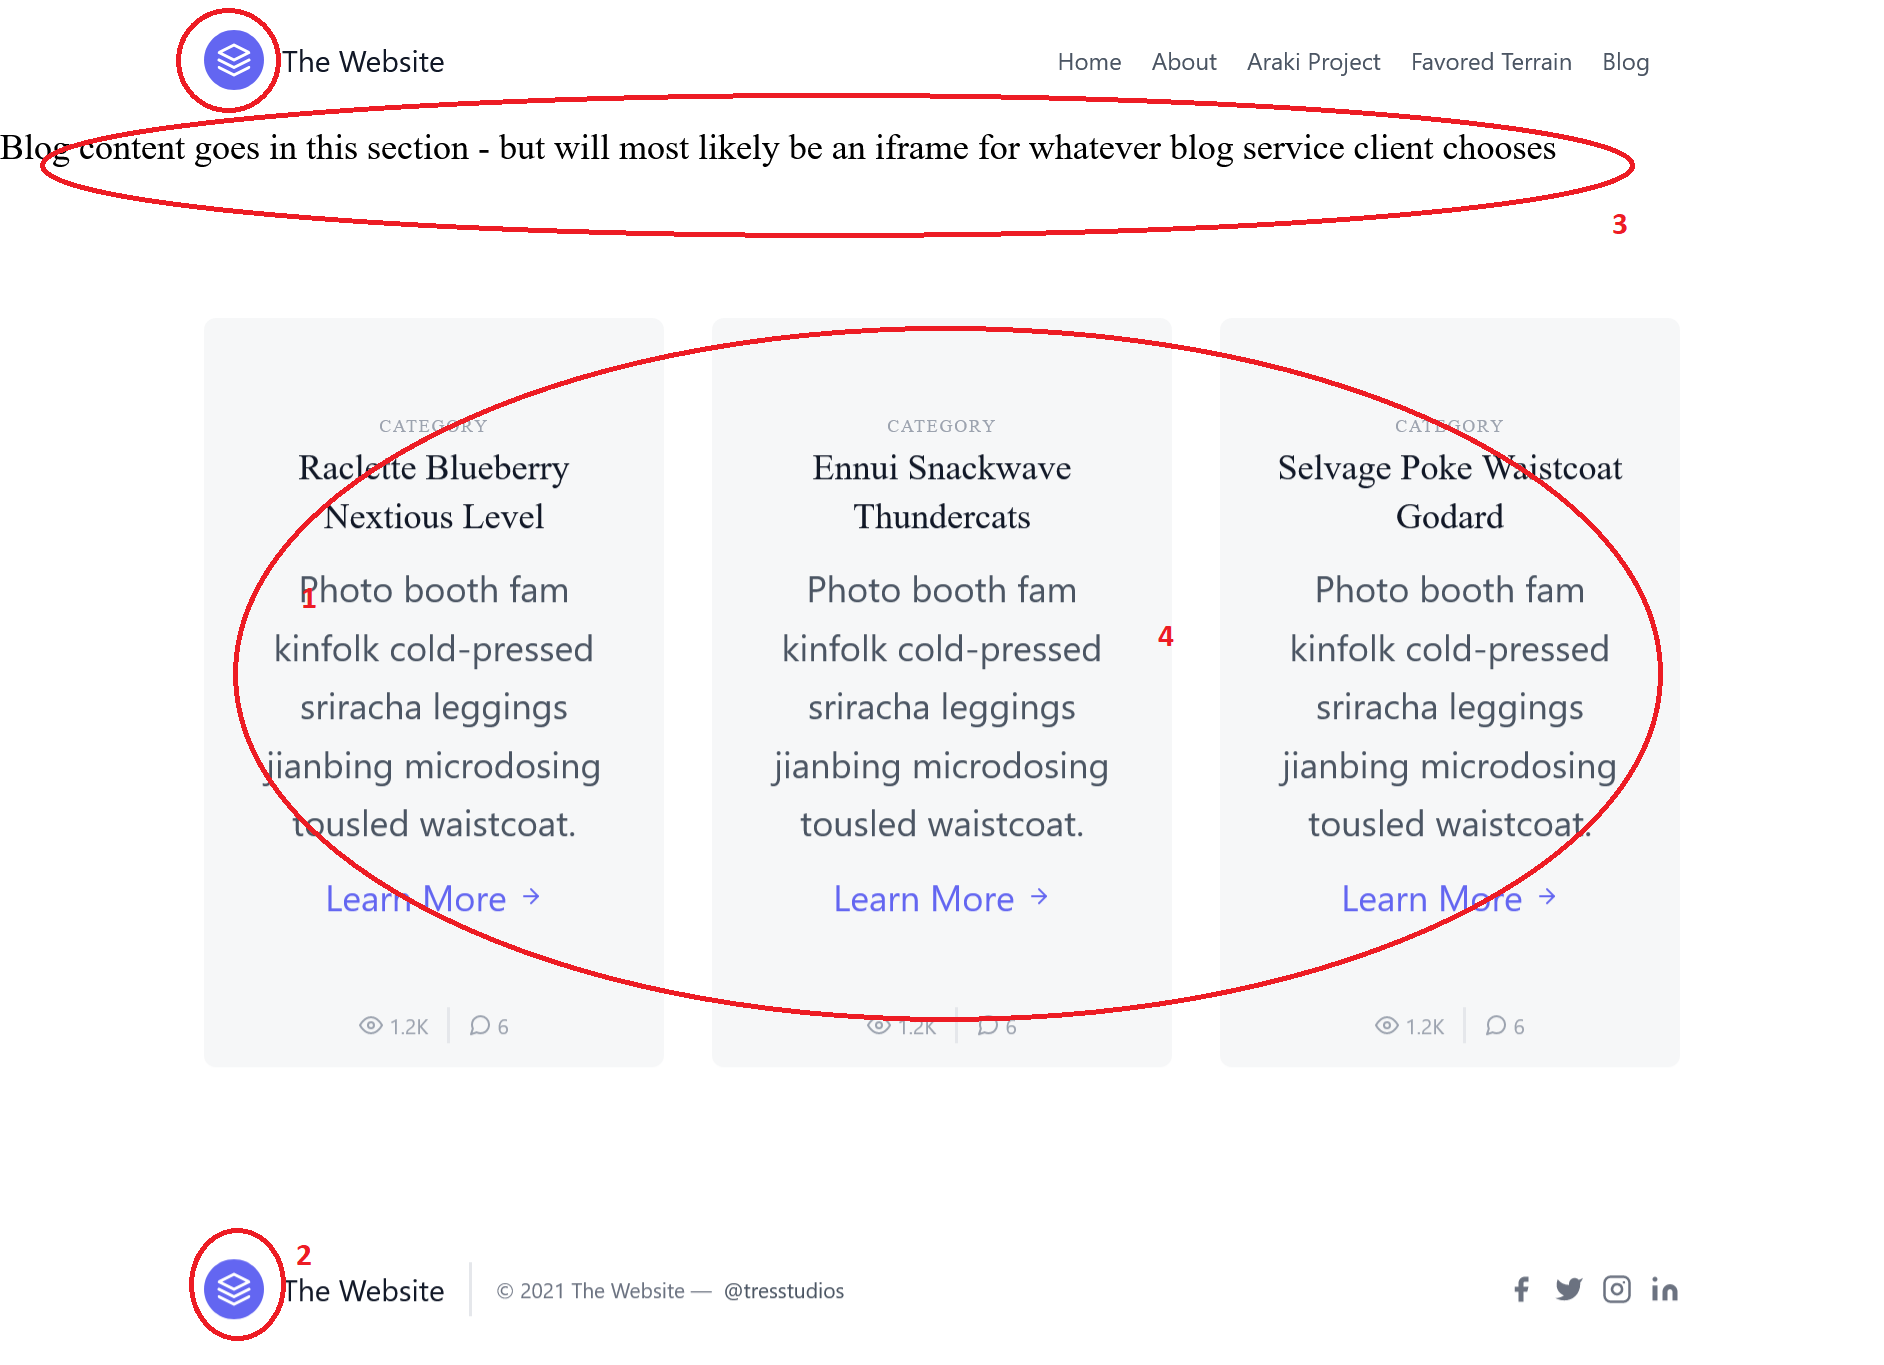 The Website
Home About Araki Project Favored Terrain Blog
Blog content goes in this section - but will most likely be an iframe for whatever blog service client chooses
3
CATEGORY
Raclette Blueberry
Nextious Level
Photo booth fam
1
kinfolk cold-pressed
sriracha leggings
jianbing microdosing
tousled waistcoat.
Learn More
1.2K 6
CATEGORY
Ennui Snackwave
Thundercats
Photo booth fam
kinfolk cold-pressed
4
sriracha leggings
jianbing microdosing
tousled waistcoat.
Learn More
1.2K 6
CATEGORY
Selvage Poke Waistcoat
Godard
Photo booth fam
kinfolk cold-pressed
sriracha leggings
jianbing microdosing
tousled waistcoat.
Learn More
1.2K 6
2
The Website © 2021 The Website — @tresstudios